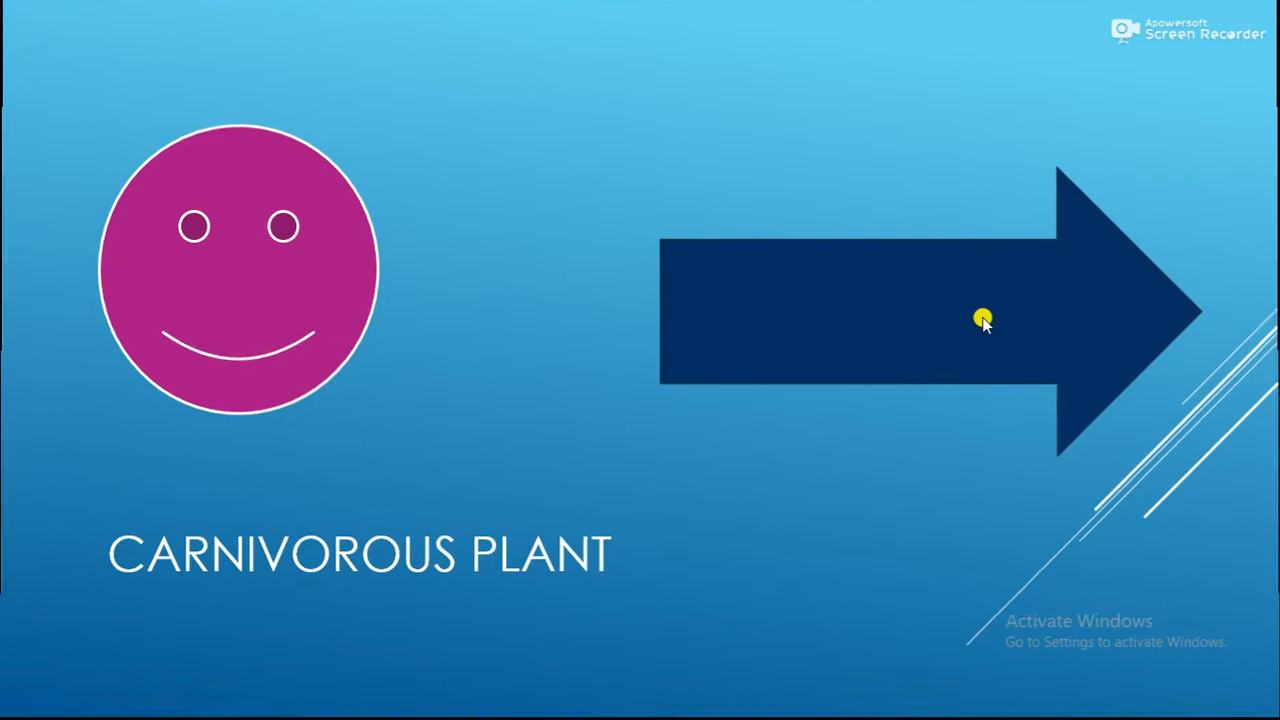 Apowersoft
Screen Recorder
CARNIVOROUS PLANT
Activate Windows
Go to Settings to activate Windows.